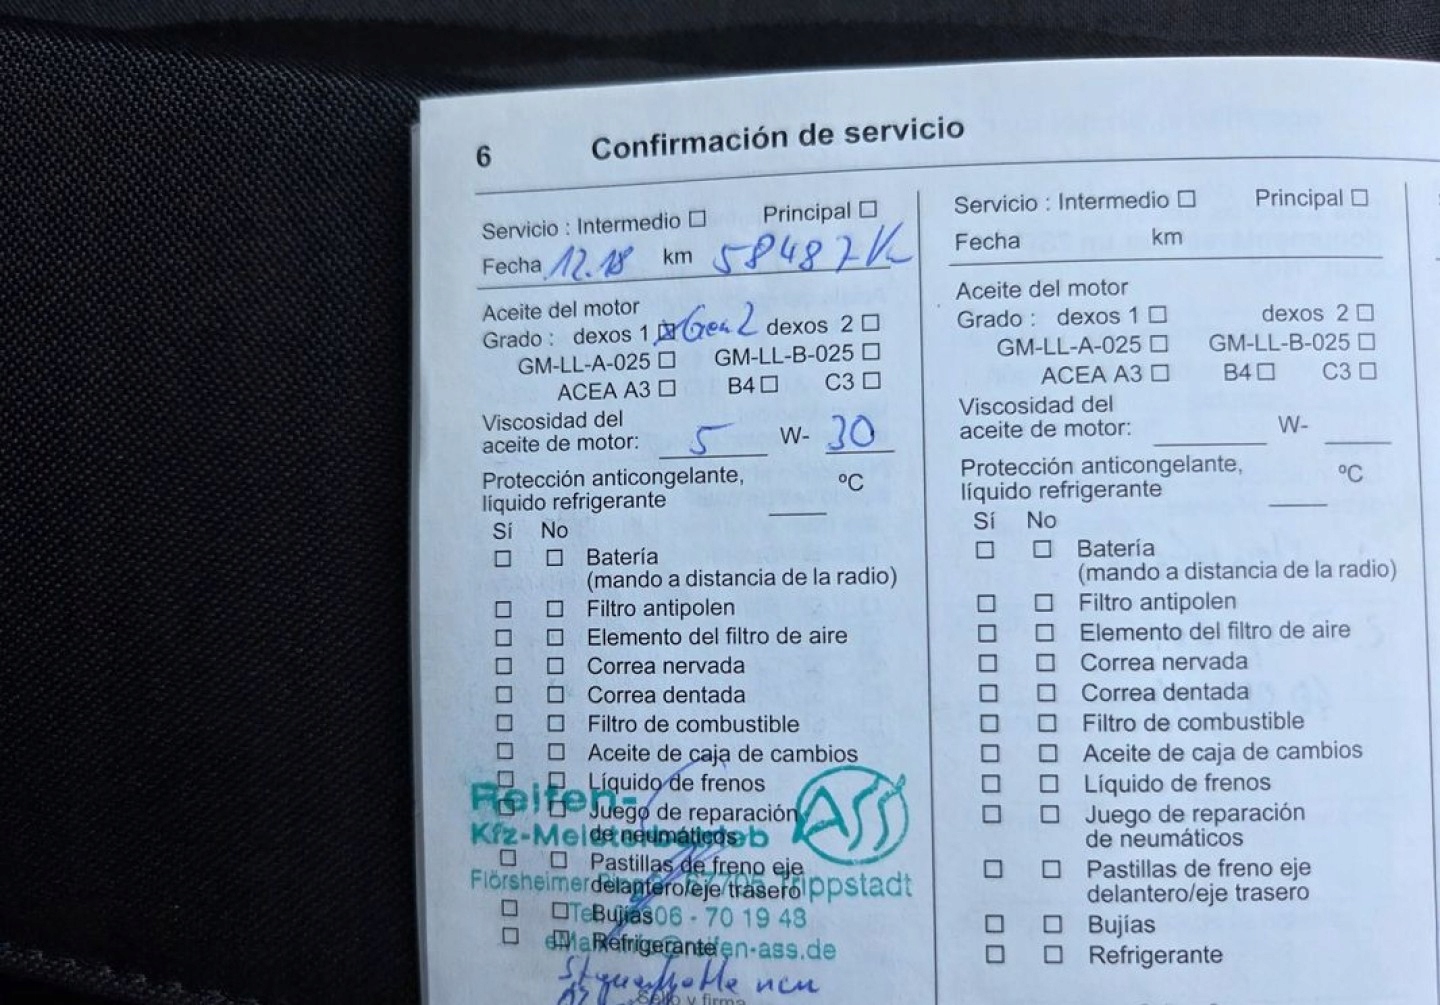 6 Confirmación de servicio
Servicio : Intermedio ☐ Principal ☐
Fecha 12.18 km 58487 K
Aceite del motor
Grado : dexos 1 ☒ Gen 2 dexos 2 ☐
GM-LL-A-025 ☐ GM-LL-B-025 ☐
ACEA A3 ☐ B4 ☐ C3 ☐
Viscosidad del
aceite de motor: 5 W- 30
Protección anticongelante,
líquido refrigerante ºC
Sí No
☐ ☐ Batería
(mando a distancia de la radio)
☐ ☐ Filtro antipolen
☐ ☐ Elemento del filtro de aire
☐ ☐ Correa nervada
☐ ☐ Correa dentada
☐ ☐ Filtro de combustible
☐ ☐ Aceite de caja de cambios
☐ ☐ Líquido de frenos
☐ ☐ Juego de reparación
de neumáticos
☐ ☐ Pastillas de freno eje
delantero/eje trasero
☐ ☐ Bujías
☐ ☐ Refrigerante
Reifen-
ASS
Flörsheimer
06 - 70 19 48
en-ass.de
Sello y firma
Servicio : Intermedio ☐ Principal ☐
Fecha km
Aceite del motor
Grado : dexos 1 ☐ dexos 2 ☐
GM-LL-A-025 ☐ GM-LL-B-025 ☐
ACEA A3 ☐ B4 ☐ C3 ☐
Viscosidad del
aceite de motor: W-
Protección anticongelante,
líquido refrigerante ºC
Sí No
☐ ☐ Batería
(mando a distancia de la radio)
☐ ☐ Filtro antipolen
☐ ☐ Elemento del filtro de aire
☐ ☐ Correa nervada
☐ ☐ Correa dentada
☐ ☐ Filtro de combustible
☐ ☐ Aceite de caja de cambios
☐ ☐ Líquido de frenos
☐ ☐ Juego de reparación
de neumáticos
☐ ☐ Pastillas de freno eje
delantero/eje trasero
☐ ☐ Bujías
☐ ☐ Refrigerante